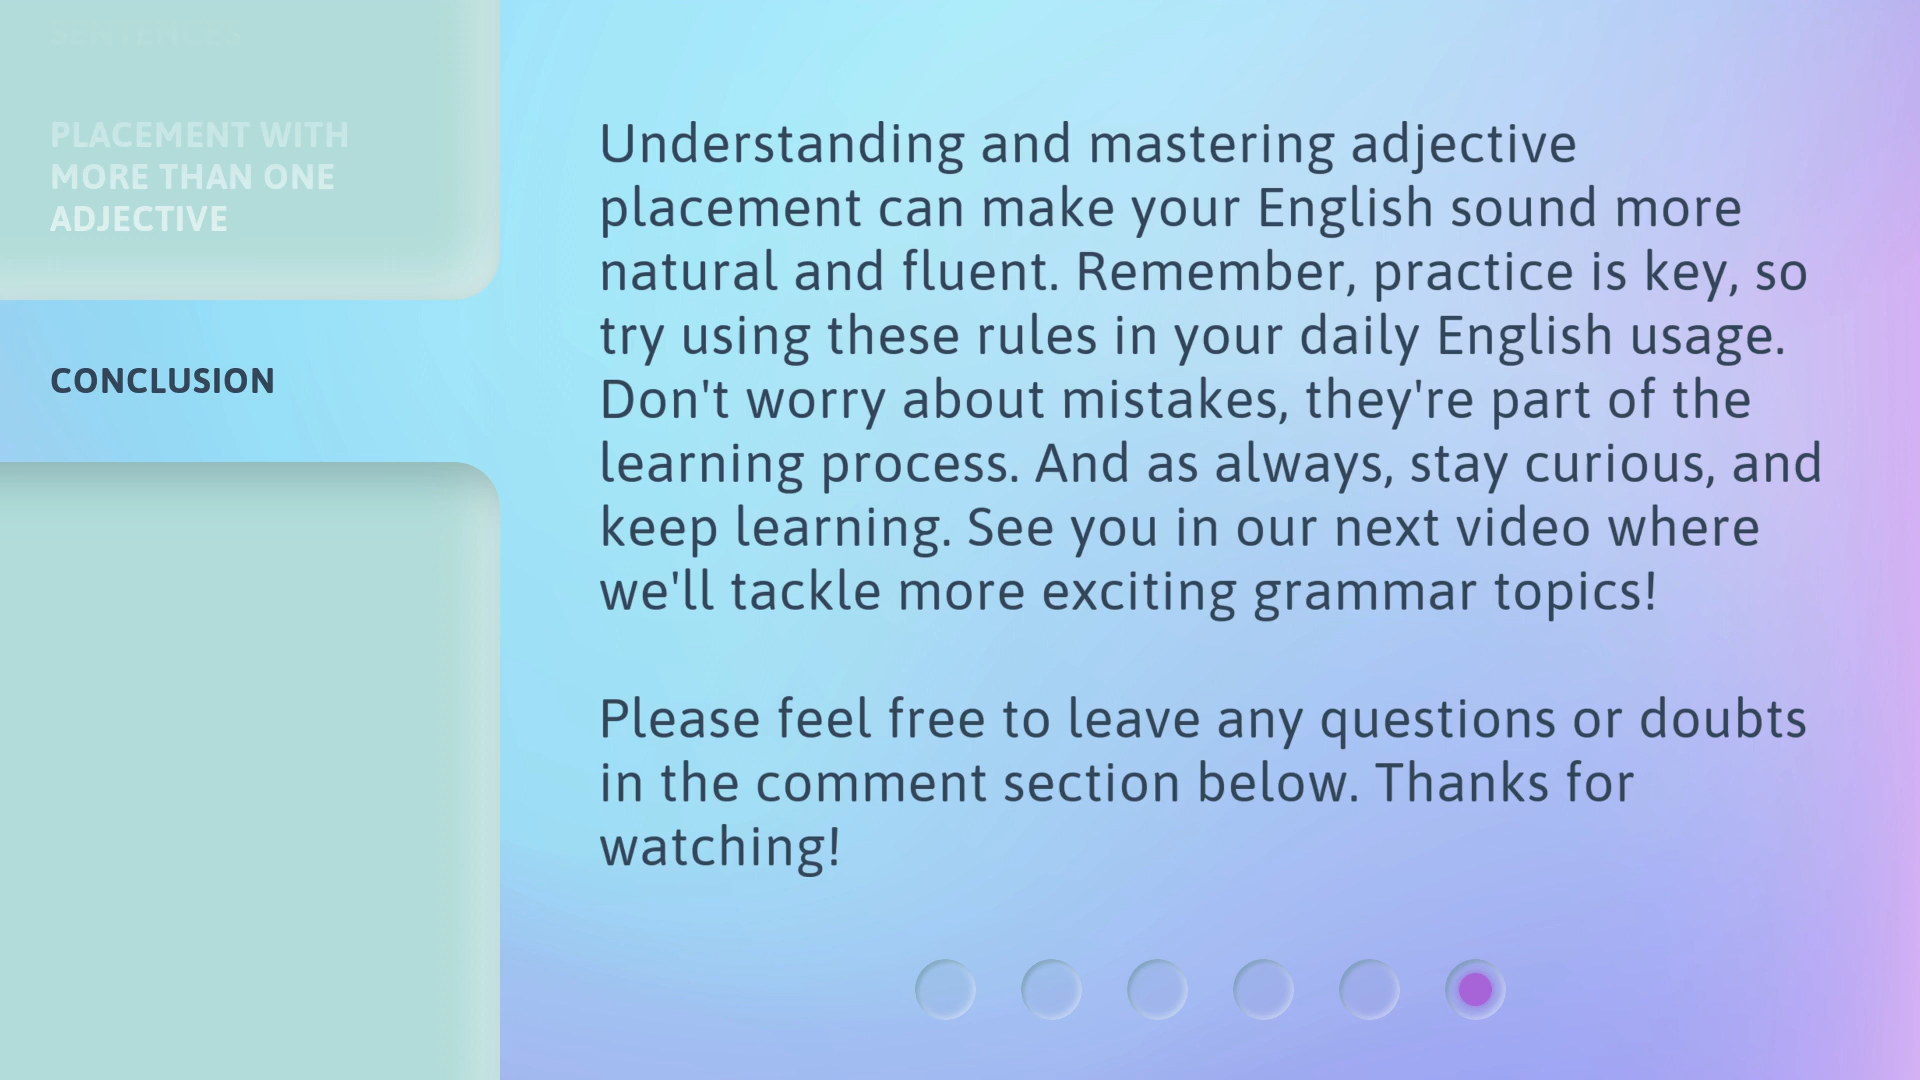 SENTENCES
PLACEMENT WITH
MORE THAN ONE
ADJECTIVE
CONCLUSION
Understanding and mastering adjective
placement can make your English sound more
natural and fluent. Remember, practice is key, so
try using these rules in your daily English usage.
Don't worry about mistakes, they're part of the
learning process. And as always, stay curious, and
keep learning. See you in our next video where
we'll tackle more exciting grammar topics!
Please feel free to leave any questions or doubts
in the comment section below. Thanks for
watching!